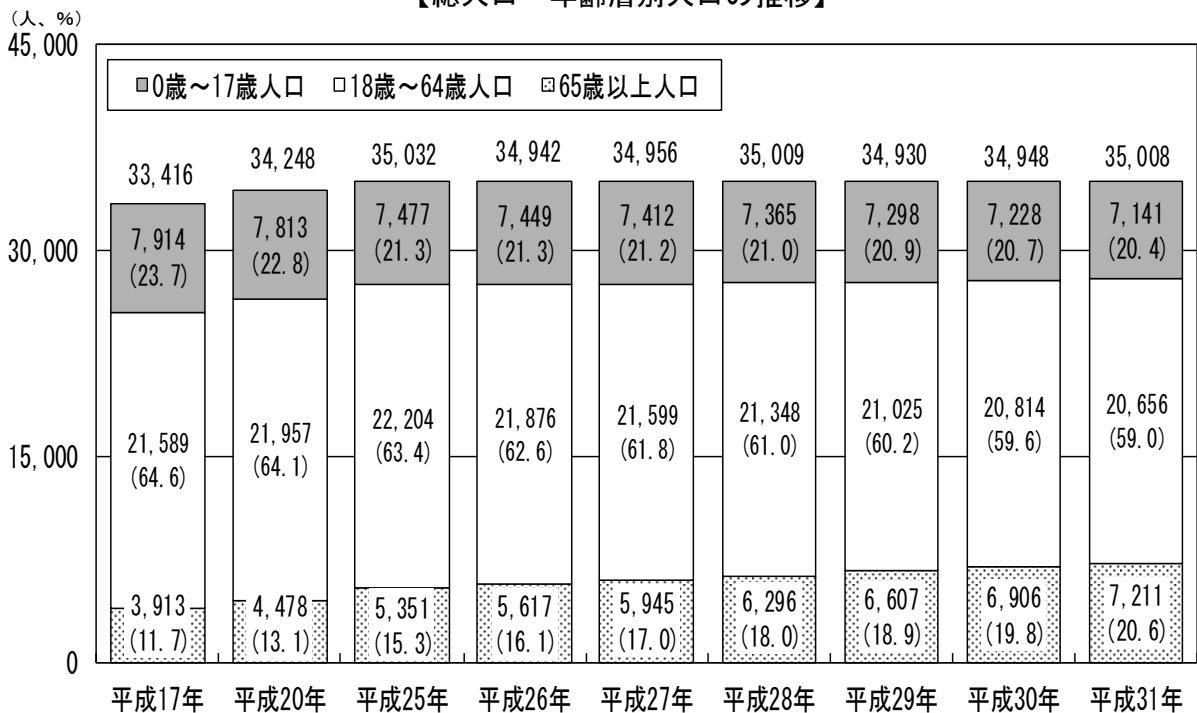 【総人口・年齢層別人口の推移】
(人、%)
45,000
■0歳～17歳人口 □18歳～64歳人口 65歳以上人口
33,416 34,248 35,032 34,942 34,956 35,009 34,930 34,948 35,008
7,914 7,813 7,477 7,449 7,412 7,365 7,298 7,228 7,141
(23.7) (22.8) (21.3) (21.3) (21.2) (21.0) (20.9) (20.7) (20.4)
30,000
21,589 21,957 22,204 21,876 21,599 21,348 21,025 20,814 20,656
(64.6) (64.1) (63.4) (62.6) (61.8) (61.0) (60.2) (59.6) (59.0)
15,000
3,913 4,478 5,351 5,617 5,945 6,296 6,607 6,906 7,211
(11.7) (13.1) (15.3) (16.1) (17.0) (18.0) (18.9) (19.8) (20.6)
0
平成17年 平成20年 平成25年 平成26年 平成27年 平成28年 平成29年 平成30年 平成31年